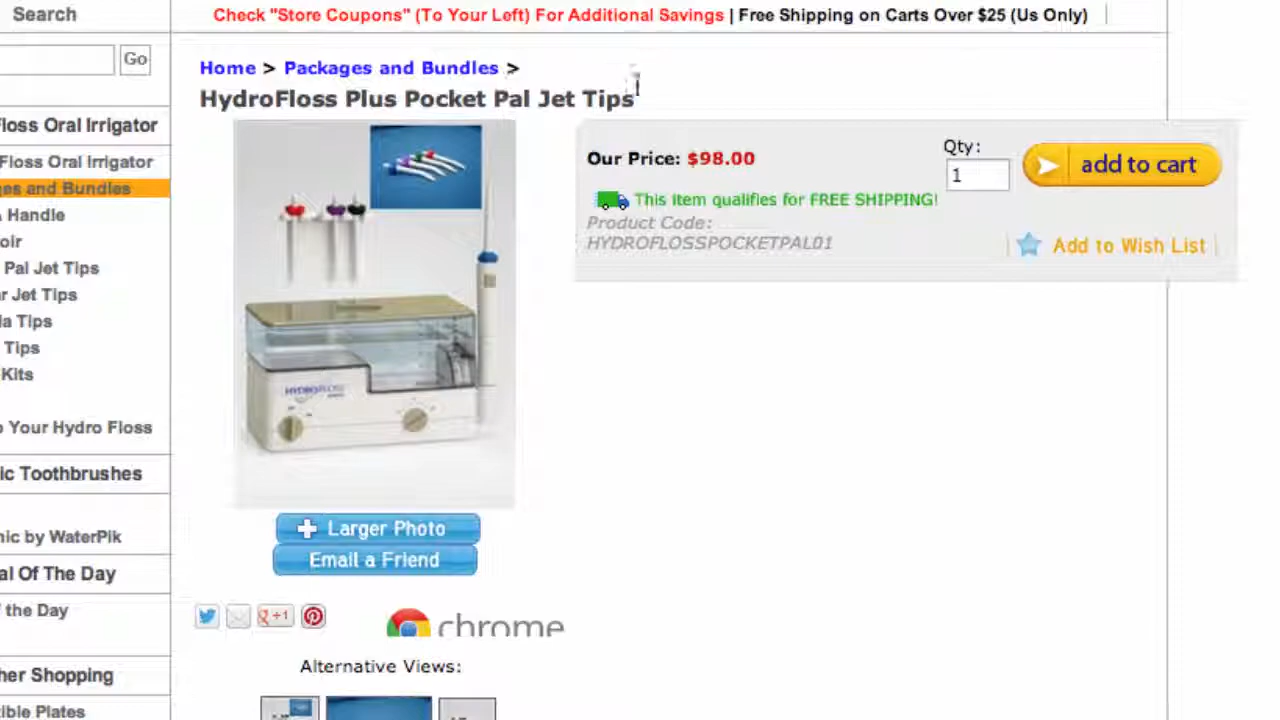 Search
Check "Store Coupons" (To Your Left) For Additional Savings | Free Shipping on Carts Over $25 (Us Only)
Go
Home > Packages and Bundles >
HydroFloss Plus Pocket Pal Jet Tips
loss Oral Irrigator
Floss Oral Irrigator
es and Bundles
Handle
oir
Pal Jet Tips
r Jet Tips
la Tips
Tips
Kits
o Your Hydro Floss
ic Toothbrushes
nic by WaterPik
al Of The Day
f the Day
her Shopping
ible Plates
Our Price: $98.00
Qty:
1
add to cart
This item qualifies for FREE SHIPPING!
Product Code:
HYDROFLOSSPOCKETPAL01
Add to Wish List
HYDROFLOSS
Larger Photo
Email a Friend
+1
chrome
Alternative Views: